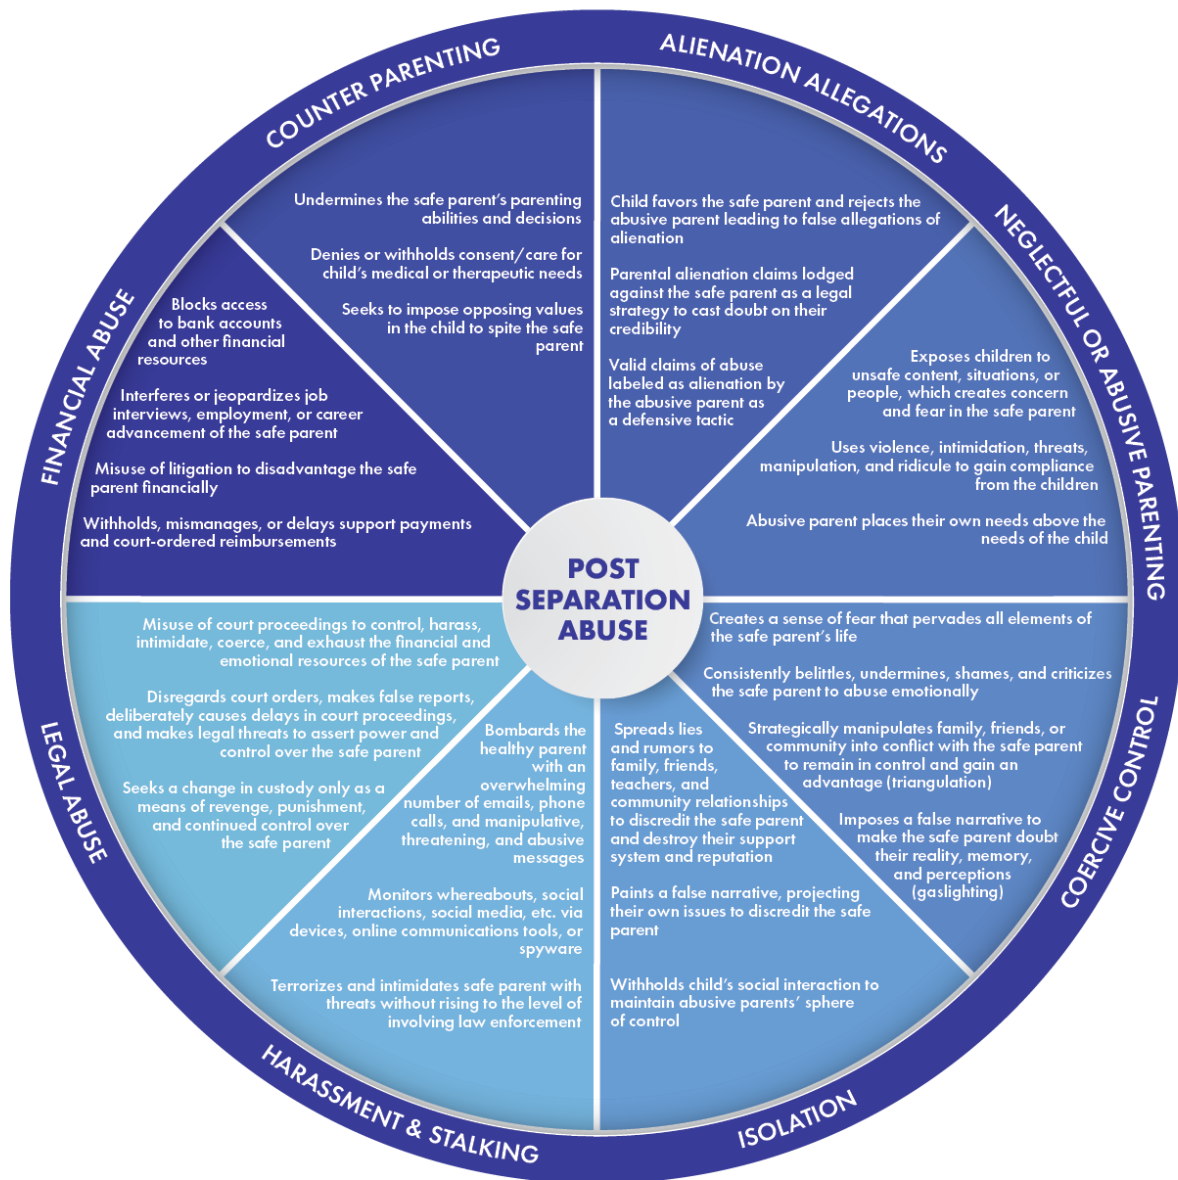 COUNTER PARENTING
Undermines the safe parent's parenting
abilities and decisions
Denies or withholds consent/care for
child's medical or therapeutic needs
Seeks to impose opposing values
in the child to spite the safe
parent
ALIENATION ALLEGATIONS
Child favors the safe parent and rejects the
abusive parent leading to false allegations of
alienation
Parental alienation claims lodged
against the safe parent as a legal
strategy to cast doubt on their
credibility
Valid claims of abuse
labeled as alienation by
the abusive parent as
a defensive tactic
NEGLECTFUL OR ABUSIVE PARENTING
Exposes children to
unsafe content, situations, or
people, which creates concern
and fear in the safe parent
Uses violence, intimidation, threats,
manipulation, and ridicule to gain compliance
from the children
Abusive parent places their own needs above the
needs of the child
COERCIVE CONTROL
Creates a sense of fear that pervades all elements of
the safe parent's life
Consistently belittles, undermines, shames, and criticizes
the safe parent to abuse emotionally
Strategically manipulates family, friends, or
community into conflict with the safe parent
to remain in control and gain an
advantage (triangulation)
Imposes a false narrative to
make the safe parent doubt
their reality, memory,
and perceptions
(gaslighting)
ISOLATION
Spreads lies
and rumors to
family, friends,
teachers, and
community relationships
to discredit the safe parent
and destroy their support
system and reputation
Paints a false narrative, projecting
their own issues to discredit the safe
parent
Withholds child's social interaction to
maintain abusive parents' sphere
of control
HARASSMENT & STALKING
Bombards the
healthy parent
with an
overwhelming
number of emails, phone
calls, and manipulative,
threatening, and abusive
messages
Monitors whereabouts, social
interactions, social media, etc. via
devices, online communications tools, or
spyware
Terrorizes and intimidates safe parent with
threats without rising to the level of
involving law enforcement
LEGAL ABUSE
Misuse of court proceedings to control, harass,
intimidate, coerce, and exhaust the financial and
emotional resources of the safe parent
Disregards court orders, makes false reports,
deliberately causes delays in court proceedings,
and makes legal threats to assert power and
control over the safe parent
Seeks a change in custody only as a
means of revenge, punishment,
and continued control over
the safe parent
FINANCIAL ABUSE
Blocks access
to bank accounts
and other financial
resources
Interferes or jeopardizes job
interviews, employment, or career
advancement of the safe parent
Misuse of litigation to disadvantage the safe
parent financially
Withholds, mismanages, or delays support payments
and court-ordered reimbursements
POST
SEPARATION
ABUSE